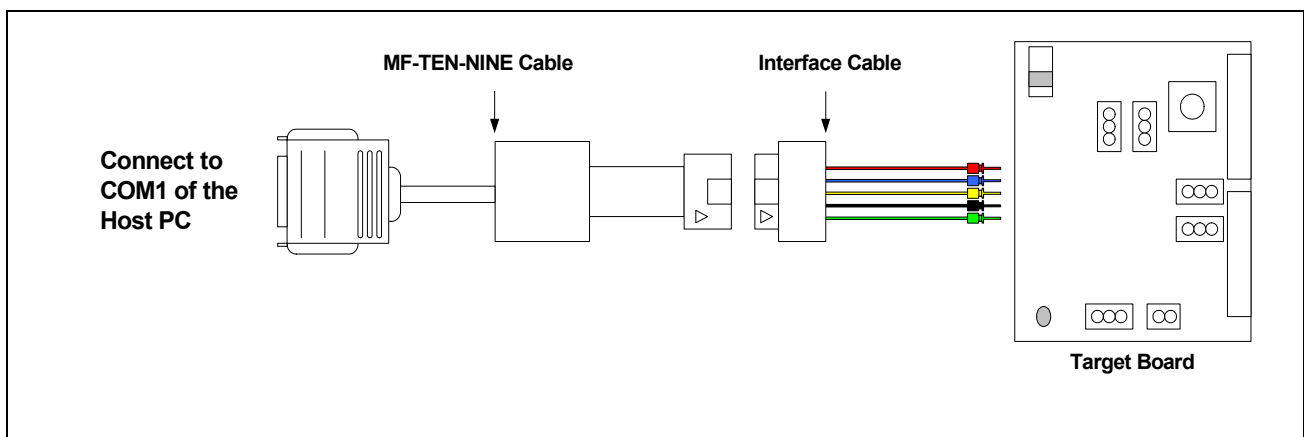 MF-TEN-NINE Cable
Interface Cable
Connect to
COM1 of the
Host PC
Target Board